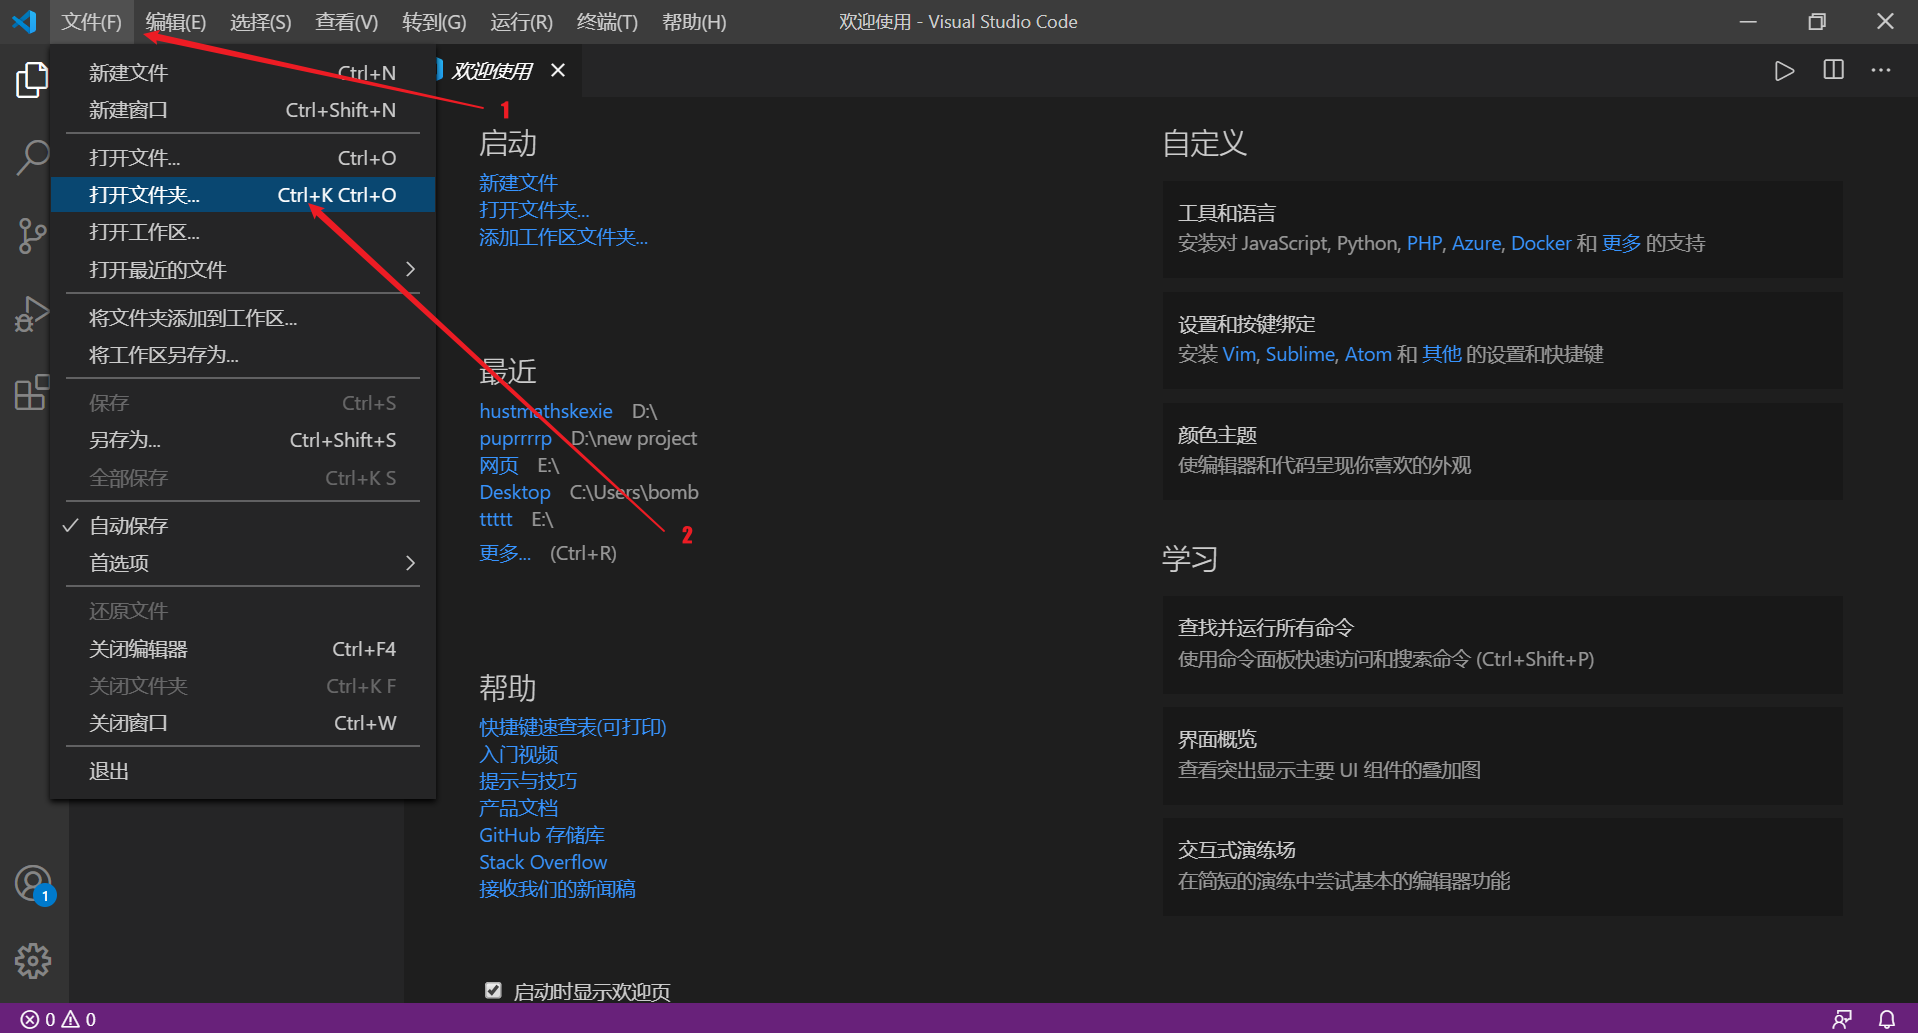 文件(F) 编辑(E) 选择(S) 查看(V) 转到(G) 运行(R) 终端(T) 帮助(H) 欢迎使用 - Visual Studio Code
新建文件 Ctrl+N
新建窗口 Ctrl+Shift+N
打开文件... Ctrl+O
打开文件夹... Ctrl+K Ctrl+O
打开工作区...
打开最近的文件
将文件夹添加到工作区...
将工作区另存为...
保存 Ctrl+S
另存为... Ctrl+Shift+S
全部保存 Ctrl+K S
自动保存
首选项
还原文件
关闭编辑器 Ctrl+F4
关闭文件夹 Ctrl+K F
关闭窗口 Ctrl+W
退出
欢迎使用
1
启动
新建文件
打开文件夹...
添加工作区文件夹...
最近
hustmathskexie D:\
puprrrrp D:\new project
网页 E:\
Desktop C:\Users\bomb
ttttt E:\
2
更多... (Ctrl+R)
帮助
快捷键速查表(可打印)
入门视频
提示与技巧
产品文档
GitHub 存储库
Stack Overflow
接收我们的新闻稿
启动时显示欢迎页
自定义
工具和语言
安装对 JavaScript, Python, PHP, Azure, Docker 和 更多 的支持
设置和按键绑定
安装 Vim, Sublime, Atom 和 其他 的设置和快捷键
颜色主题
使编辑器和代码呈现你喜欢的外观
学习
查找并运行所有命令
使用命令面板快速访问和搜索命令 (Ctrl+Shift+P)
界面概览
查看突出显示主要 UI 组件的叠加图
交互式演练场
在简短的演练中尝试基本的编辑器功能
1
0 0